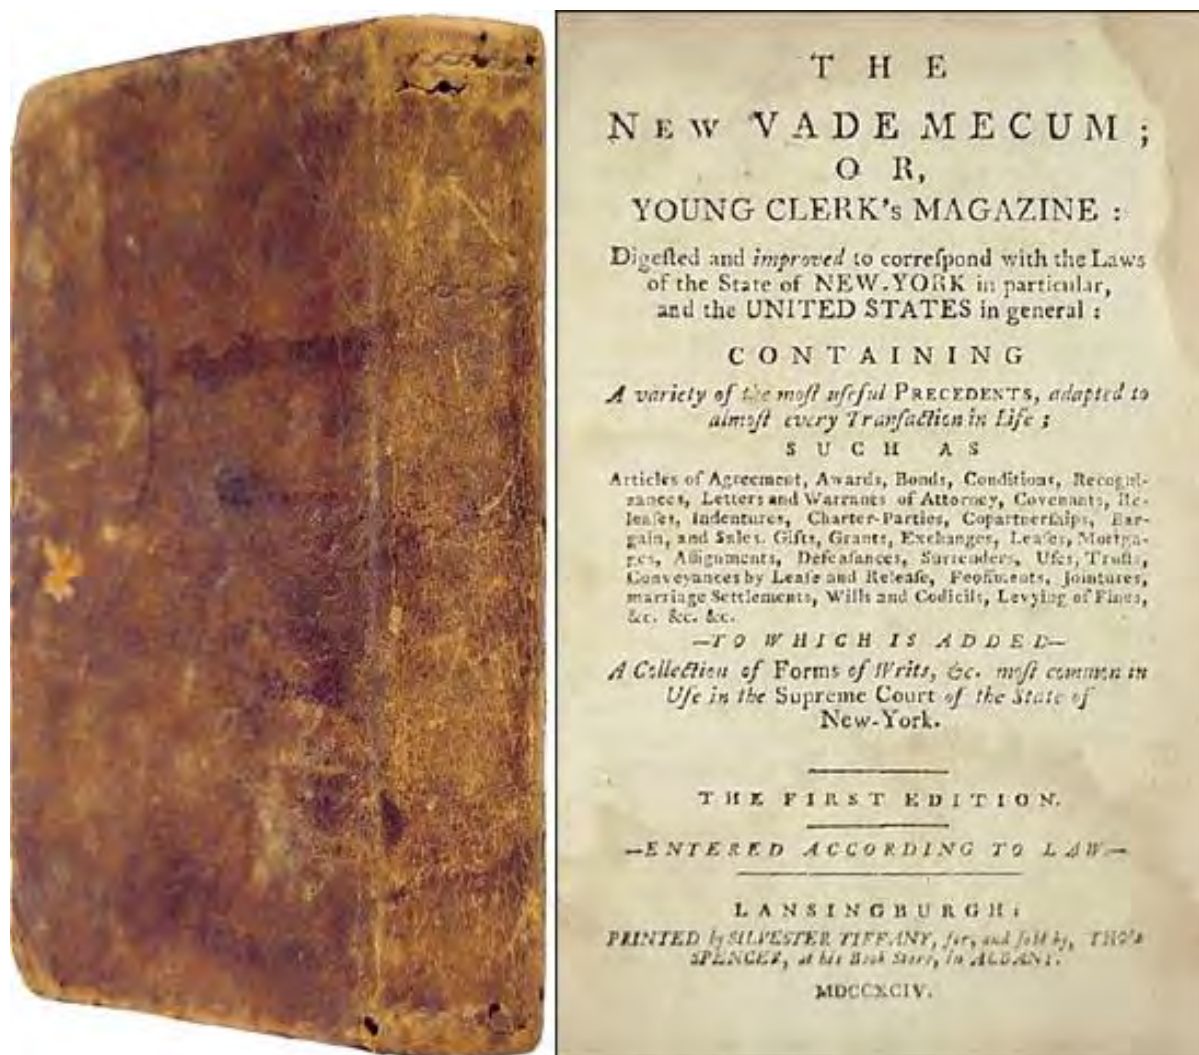 T H E
NEW VADE MECUM ;
O R,
YOUNG CLERK's MAGAZINE :
Digeſted and improved to correſpond with the Laws
of the State of NEW-YORK in particular,
and the UNITED STATES in general :
C O N T A I N I N G
A variety of the moſt uſeful PRECEDENTS, adapted to
almoſt every Tranſaction in Life ;
S U C H A S
Articles of Agreement, Awards, Bonds, Conditions, Recogni-
zances, Letters and Warrants of Attorney, Covenants, Re-
leaſes, Indentures, Charter-Parties, Copartnerſhips, Bar-
gain, and Sales. Gifts, Grants, Exchanges, Leaſes, Mortga-
ges, Aſſignments, Defeaſances, Surrenders, Uſes, Truſts,
Conveyances by Leaſe and Releaſe, Feoffments, Jointures,
marriage Settlements, Wills and Codicils, Levying of Fines,
&c. &c. &c.
—TO WHICH IS ADDED—
A Collection of Forms of Writs, &c. moſt common in
Uſe in the Supreme Court of the State of
New-York.
THE FIRST EDITION.
—ENTERED ACCORDING TO LAW.—
LANSINGBURGH:
PRINTED by SILVESTER TIFFANY, for, and ſold by, THO's
SPENCER, at his Book Store, in ALBANY.
MDCCXCIV.